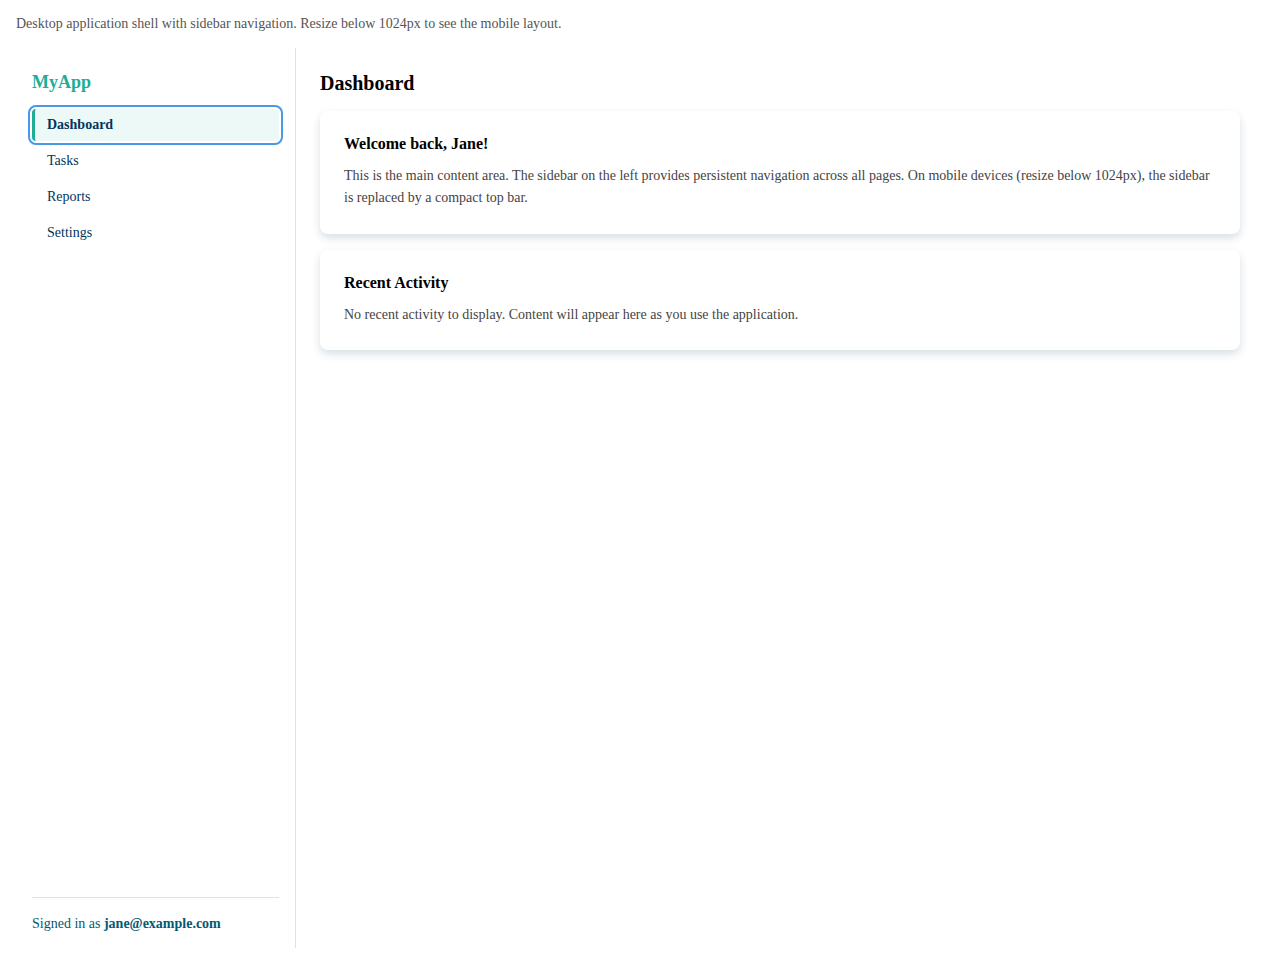 Desktop application shell with sidebar navigation. Resize below 1024px to see the mobile layout.
MyApp
Dashboard
Tasks
Reports
Settings
Signed in as jane@example.com
Dashboard
Welcome back, Jane!
This is the main content area. The sidebar on the left provides persistent navigation across all pages. On mobile devices (resize below 1024px), the sidebar
is replaced by a compact top bar.
Recent Activity
No recent activity to display. Content will appear here as you use the application.